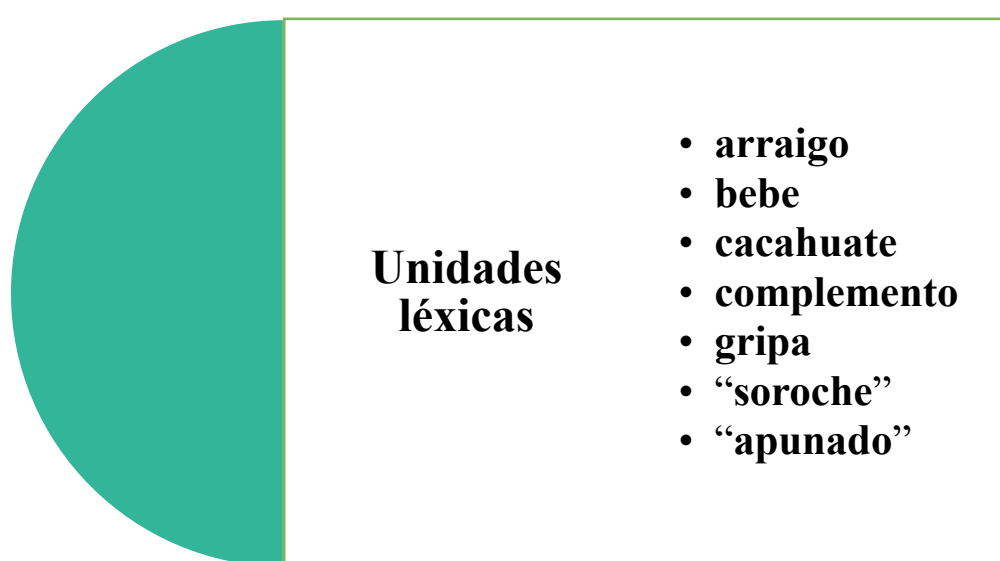 Unidades
léxicas
• arraigo
• bebe
• cacahuate
• complemento
• gripa
• “soroche”
• “apunado”